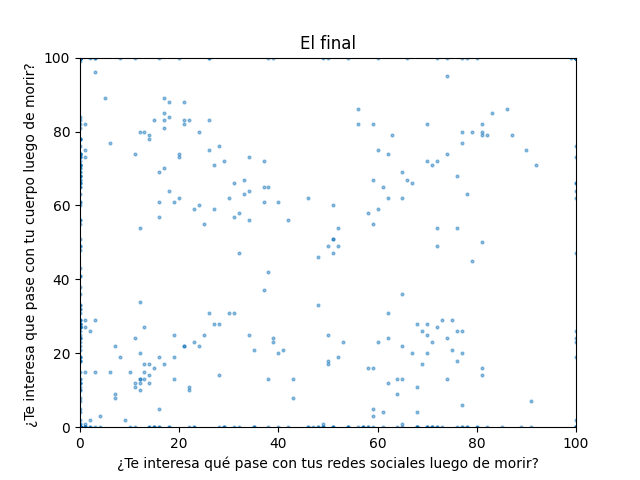 El final
¿Te interesa que pase con tu cuerpo luego de morir?
100
80
60
40
20
0
0 20 40 60 80 100
¿Te interesa qué pase con tus redes sociales luego de morir?